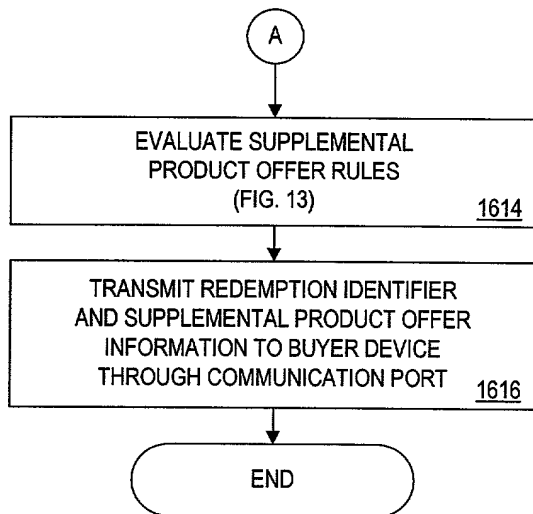 A
EVALUATE SUPPLEMENTAL
PRODUCT OFFER RULES
(FIG. 13)
1614
TRANSMIT REDEMPTION IDENTIFIER
AND SUPPLEMENTAL PRODUCT OFFER
INFORMATION TO BUYER DEVICE
THROUGH COMMUNICATION PORT
1616
END